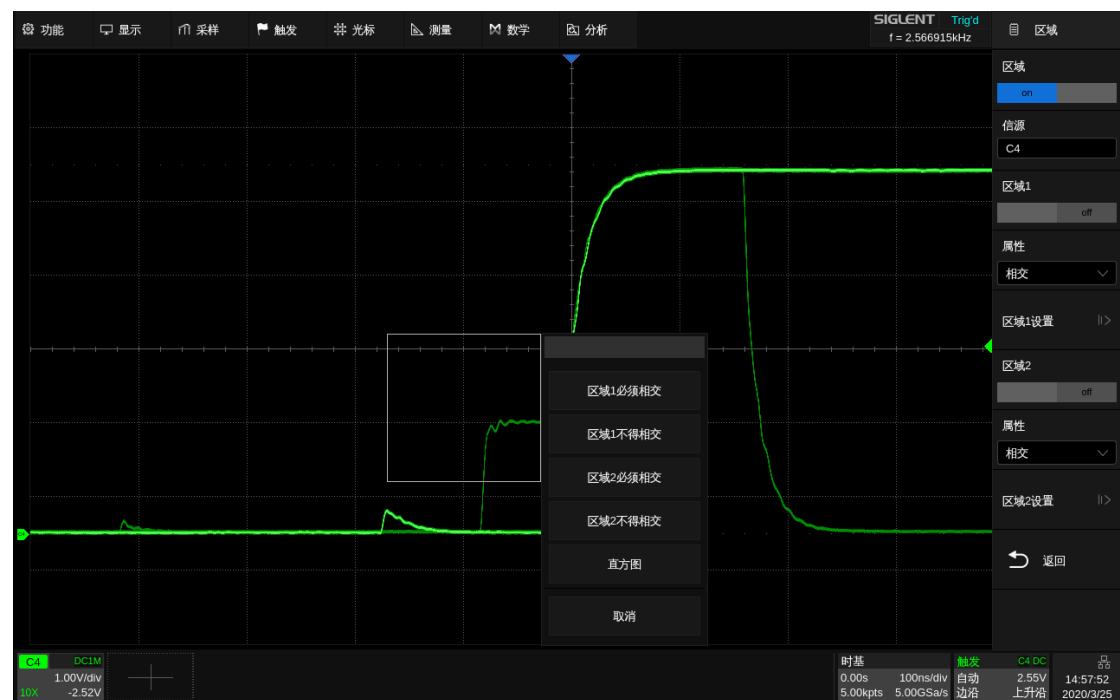 功能 显示 采样 触发 光标 测量 数学 分析
SIGLENT Trig'd
f = 2.566915kHz
区域
区域
on
信源
C4
区域1
off
属性
相交
区域1设置
区域2
off
属性
相交
区域2设置
返回
区域1必须相交
区域1不得相交
区域2必须相交
区域2不得相交
直方图
取消
C4 DC1M
1.00V/div
10X -2.52V
时基
0.00s 100ns/div
5.00kpts 5.00GSa/s
触发 C4 DC
自动 2.55V
边沿 上升沿
14:57:52
2020/3/25